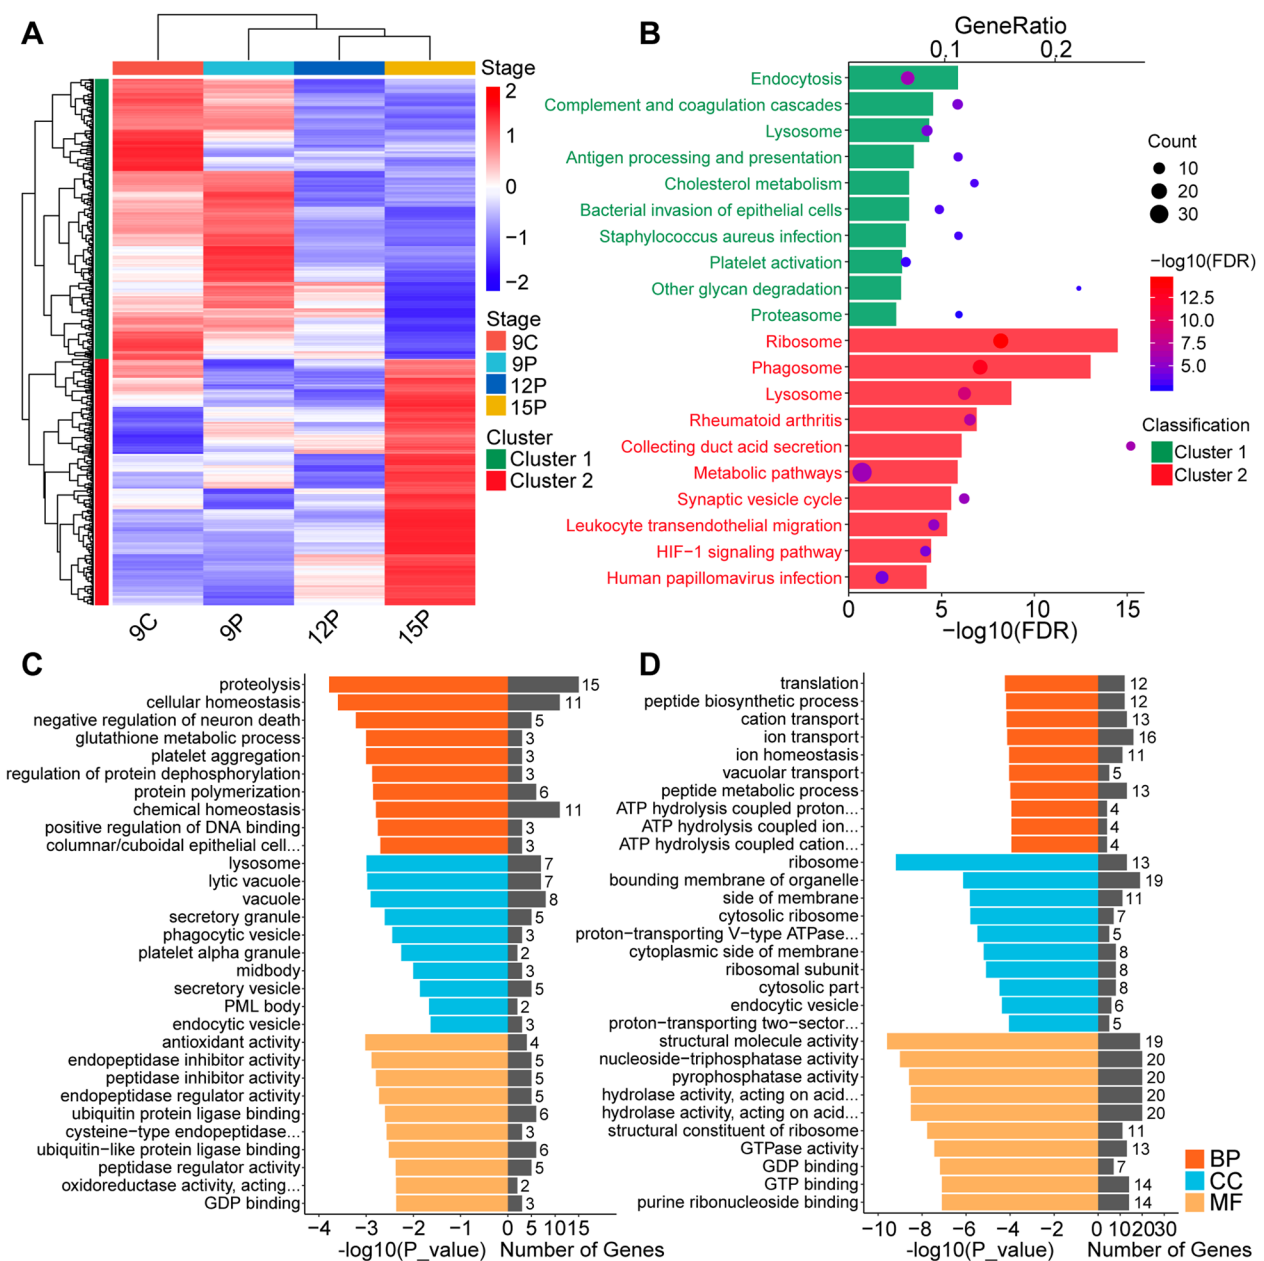 A
Stage
2
1
0
−1
−2
Stage
9C
9P
12P
15P
Cluster
Cluster 1
Cluster 2
9C
9P
12P
15P
B
GeneRatio
0.1
0.2
Endocytosis
Complement and coagulation cascades
Lysosome
Antigen processing and presentation
Cholesterol metabolism
Bacterial invasion of epithelial cells
Staphylococcus aureus infection
Platelet activation
Other glycan degradation
Proteasome
Ribosome
Phagosome
Lysosome
Rheumatoid arthritis
Collecting duct acid secretion
Metabolic pathways
Synaptic vesicle cycle
Leukocyte transendothelial migration
HIF−1 signaling pathway
Human papillomavirus infection
0 5 10 15
−log10(FDR)
Count
10
20
30
−log10(FDR)
12.5
10.0
7.5
5.0
Classification
Cluster 1
Cluster 2
C
proteolysis 15
cellular homeostasis 11
negative regulation of neuron death 5
glutathione metabolic process 3
platelet aggregation 3
regulation of protein dephosphorylation 3
protein polymerization 6
chemical homeostasis 11
positive regulation of DNA binding 3
columnar/cuboidal epithelial cell... 3
lysosome 7
lytic vacuole 7
vacuole 8
secretory granule 5
phagocytic vesicle 3
platelet alpha granule 2
midbody 3
secretory vesicle 5
PML body 2
endocytic vesicle 3
antioxidant activity 4
endopeptidase inhibitor activity 5
peptidase inhibitor activity 5
endopeptidase regulator activity 5
ubiquitin protein ligase binding 6
cysteine−type endopeptidase... 3
ubiquitin−like protein ligase binding 6
peptidase regulator activity 5
oxidoreductase activity, acting... 2
GDP binding 3
−4 −3 −2 −1 0 5 10 15
-log10(P_value) Number of Genes
D
translation 12
peptide biosynthetic process 12
cation transport 13
ion transport 16
ion homeostasis 11
vacuolar transport 5
peptide metabolic process 13
ATP hydrolysis coupled proton... 4
ATP hydrolysis coupled ion... 4
ATP hydrolysis coupled cation... 4
ribosome 13
bounding membrane of organelle 19
side of membrane 11
cytosolic ribosome 7
proton−transporting V−type ATPase... 5
cytoplasmic side of membrane 8
ribosomal subunit 8
cytosolic part 8
endocytic vesicle 6
proton−transporting two−sector... 5
structural molecule activity 19
nucleoside−triphosphatase activity 20
pyrophosphatase activity 20
hydrolase activity, acting on acid... 20
hydrolase activity, acting on acid... 20
structural constituent of ribosome 11
GTPase activity 13
GDP binding 7
GTP binding 14
purine ribonucleoside binding 14
−10 −8 −6 −4 −2 0 10 20 30
-log10(P_value) Number of Genes
BP
CC
MF